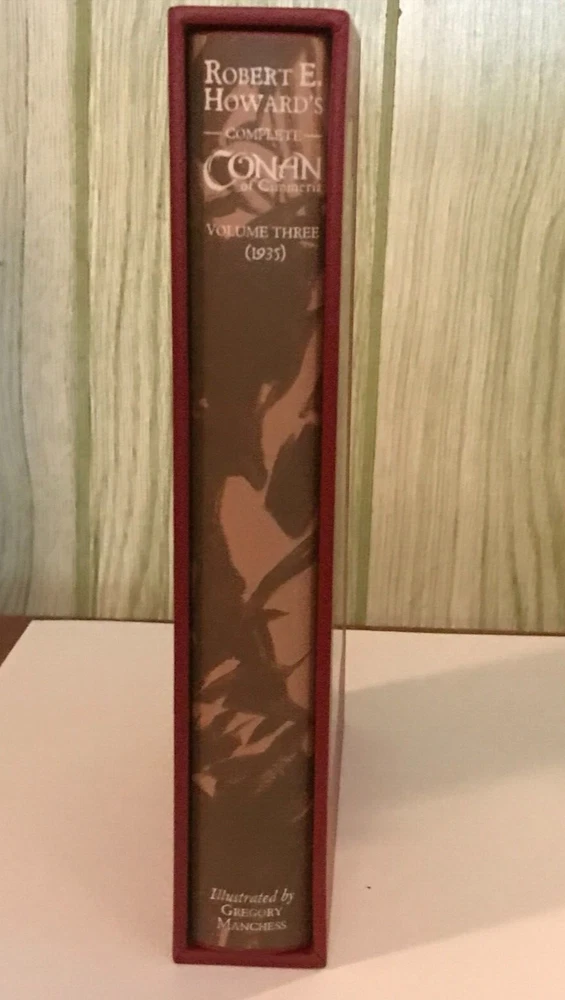 ROBERT E.
HOWARD'S
COMPLETE
CONAN
of Cimmeria
VOLUME THREE
(1935)
Illustrated by
GREGORY
MANCHESS